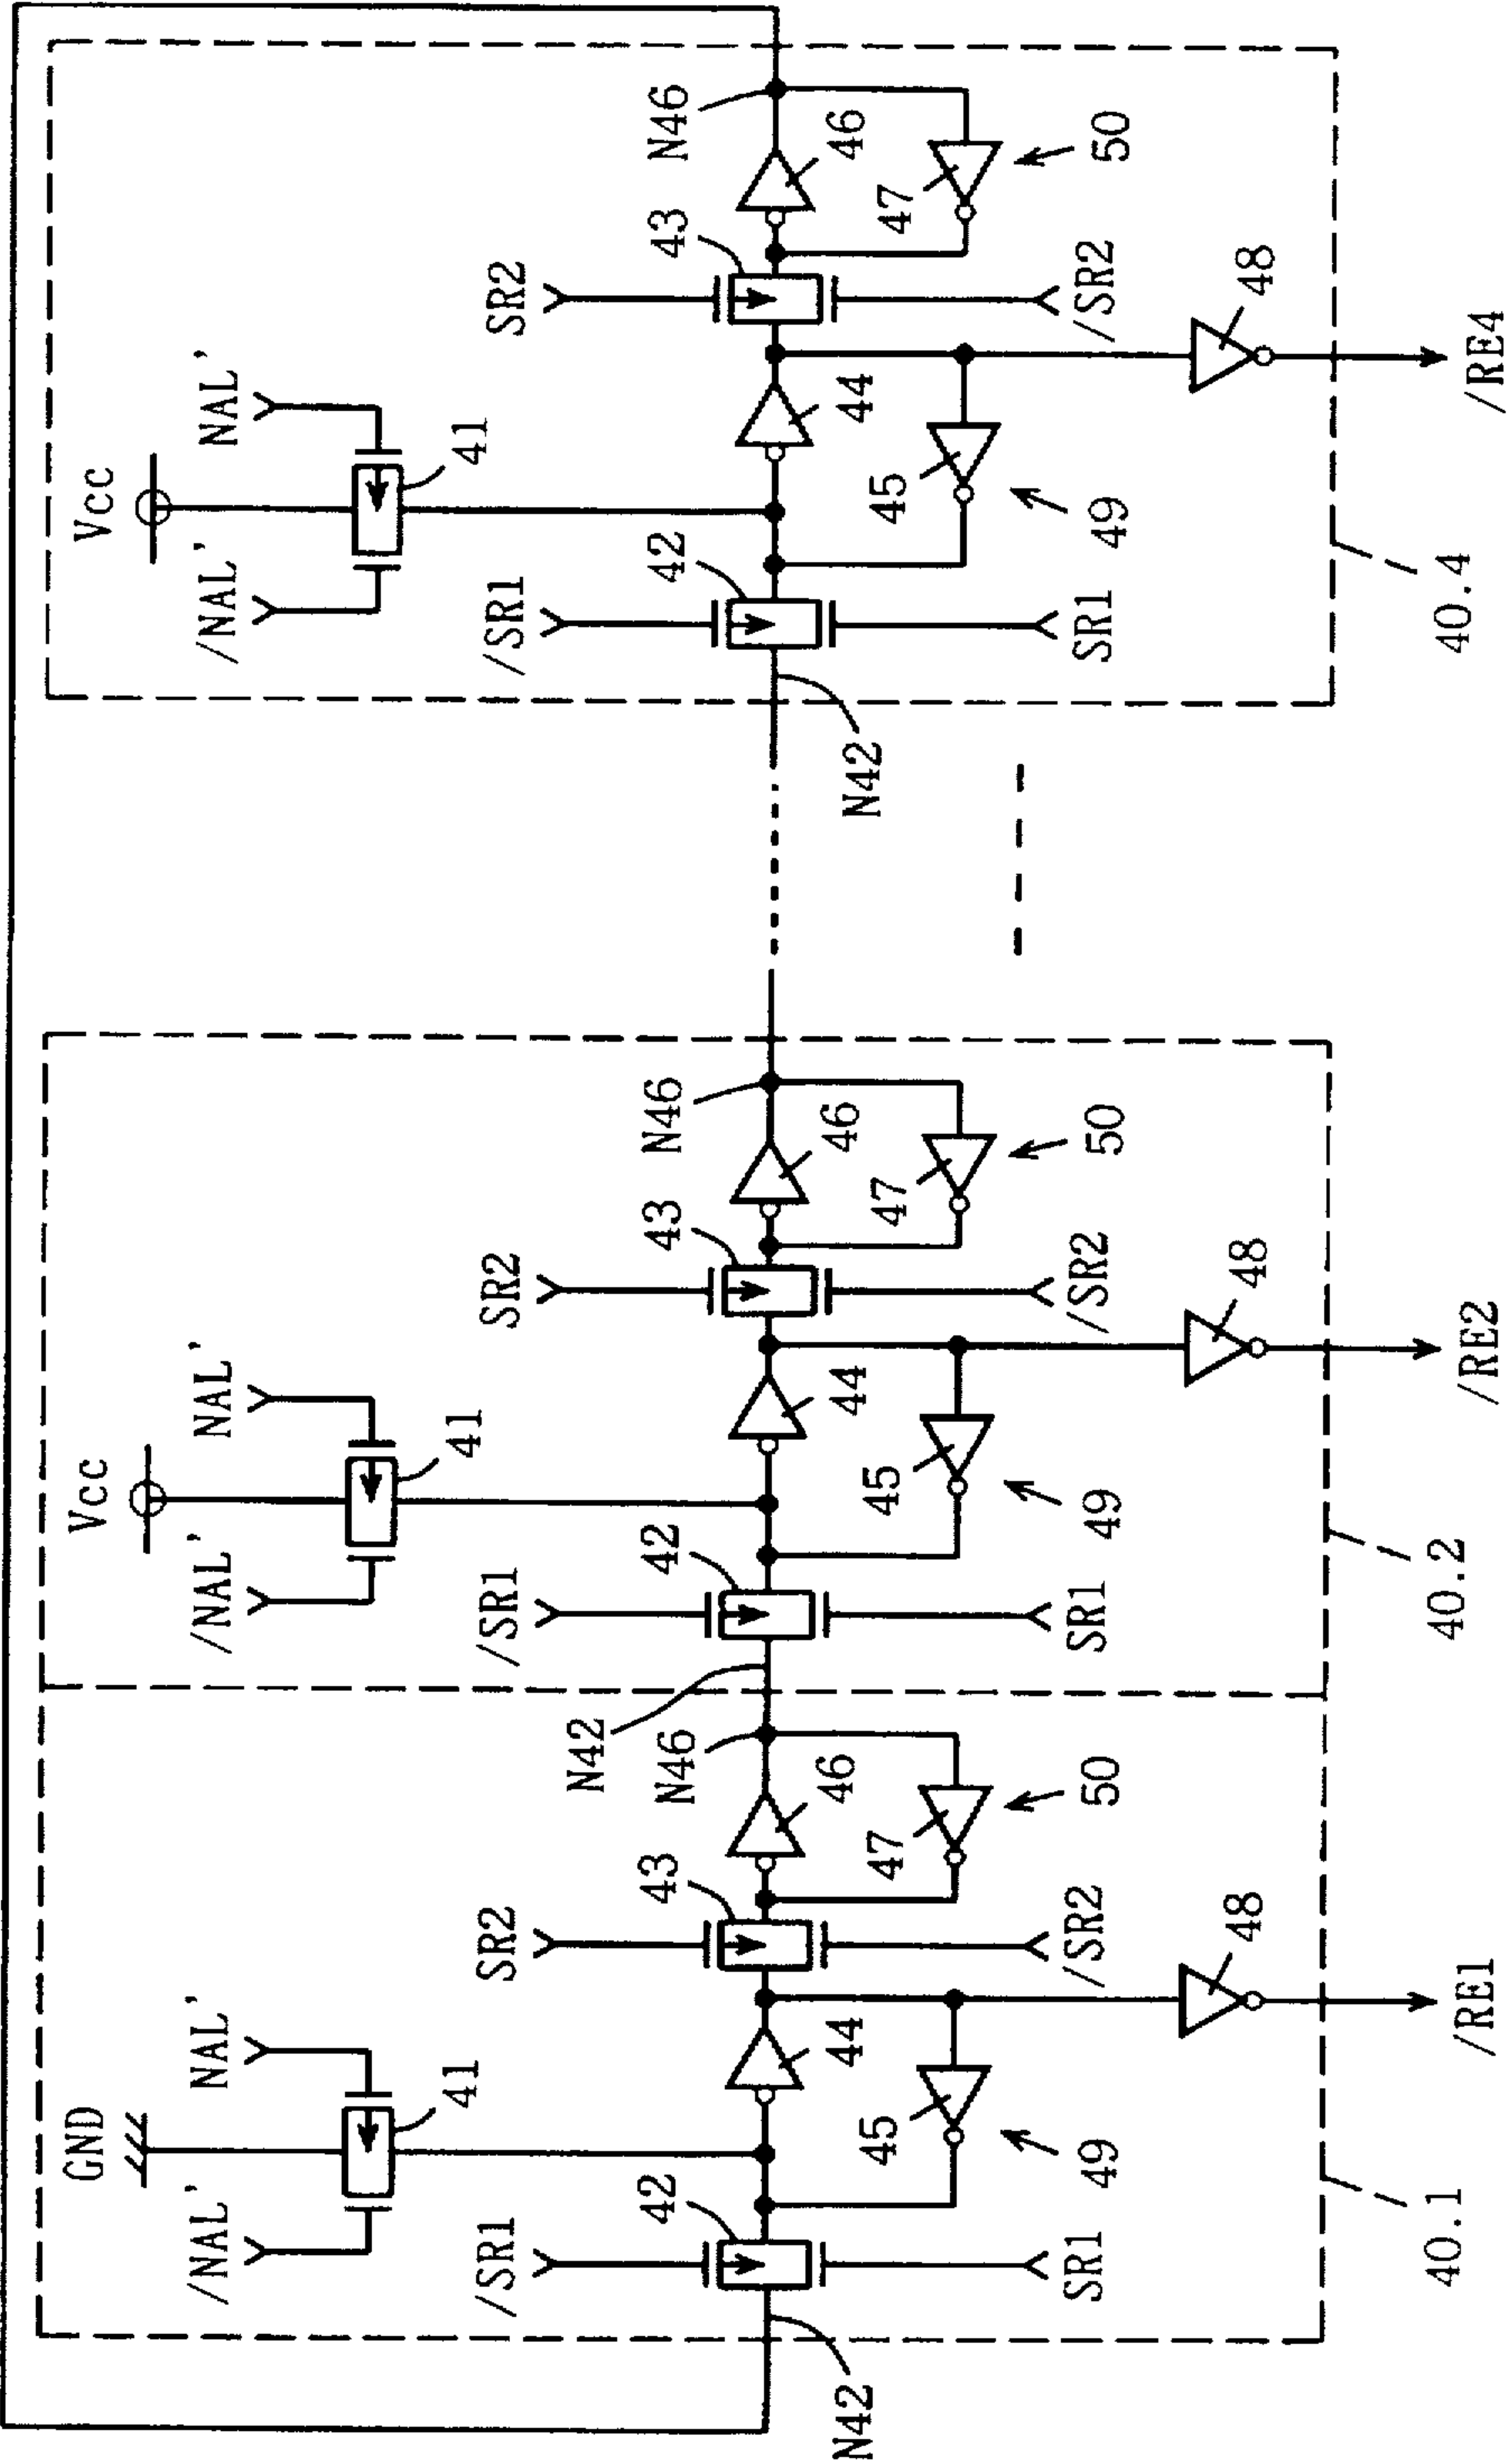 GND
/NAL'
NAL'
41
/SR1
42
SR2
43
N42
44
N46
46
45
47
49
50
SR1
/SR2
48
40.1
/RE1
Vcc
/NAL'
NAL'
41
N42
/SR1
42
SR2
43
44
N46
46
45
47
49
50
SR1
/SR2
48
40.2
/RE2
Vcc
/NAL'
NAL'
41
N42
/SR1
42
SR2
43
44
N46
46
45
47
49
50
SR1
/SR2
48
40.4
/RE4